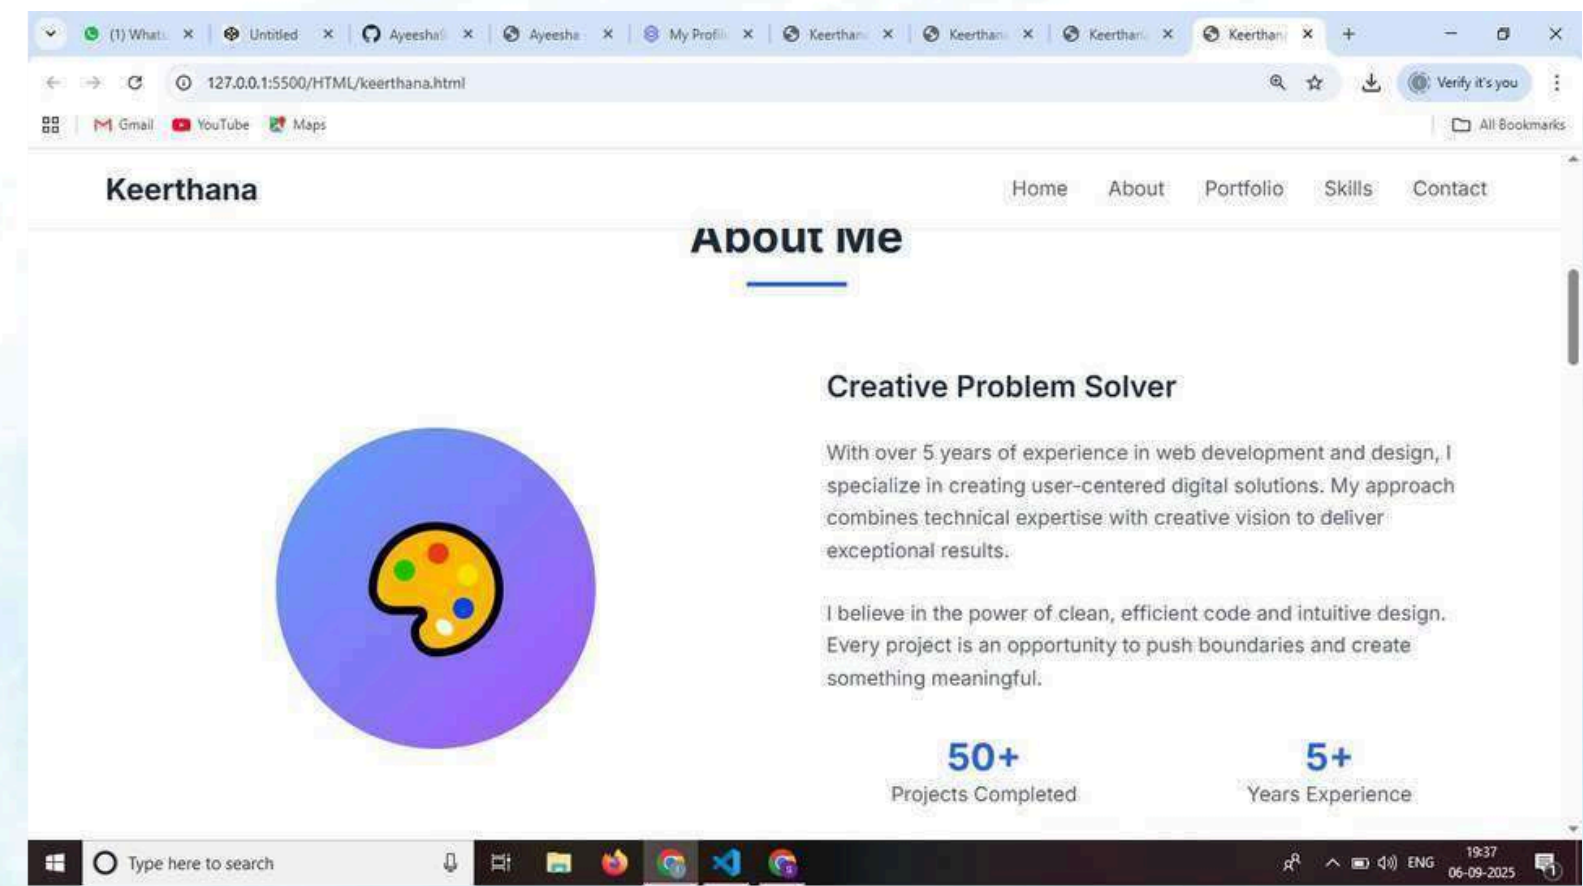 (1) Whats
Untitled
Ayeesha
Ayeesha
My Profil
Keerthan
Keerthan
Keerthan
Keerthan
127.0.0.1:5500/HTML/keerthana.html
Verify it's you
Gmail
YouTube
Maps
All Bookmarks
Keerthana
Home
About
Portfolio
Skills
Contact
About Me
Creative Problem Solver
With over 5 years of experience in web development and design, I
specialize in creating user-centered digital solutions. My approach
combines technical expertise with creative vision to deliver
exceptional results.
I believe in the power of clean, efficient code and intuitive design.
Every project is an opportunity to push boundaries and create
something meaningful.
50+
5+
Projects Completed
Years Experience
Type here to search
ENG
19:37
06-09-2025
1